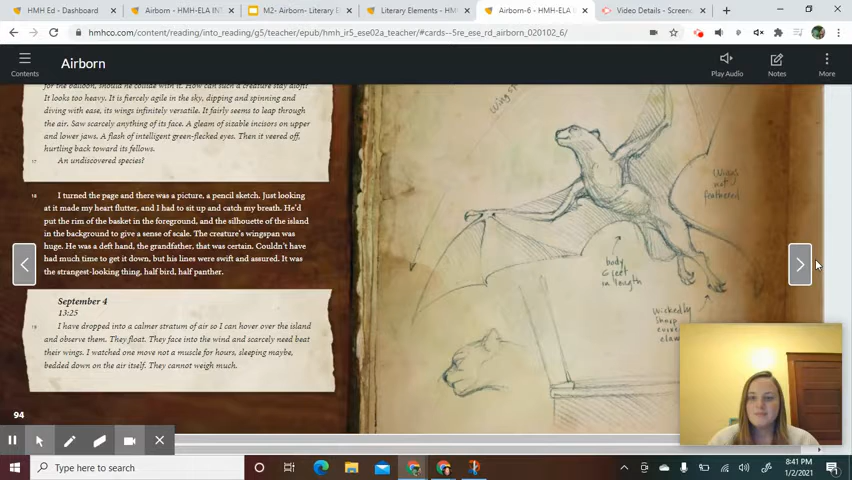 HMH Ed - Dashboard
Airborn - HMH-ELA INT
M2- Airborn- Literary E
Literary Elements - HMH
Airborn-6 - HMH-ELA I
Video Details - Screenc
hmhco.com/content/reading/into_reading/g5/teacher/epub/hmh_ir5_ese02a_teacher/#cards--5re_ese_rd_airborn_020102_6/
Contents
Airborn
Play Audio
Notes
More
for the balloon, should he collide with it. How can such a creature stay aloft?
It looks too heavy. It is fiercely agile in the sky, dipping and spinning and
diving with ease, its wings infinitely versatile. It fairly seems to leap through
the air. Saw scarcely anything of its face. A gleam of sizable incisors on upper
and lower jaws. A flash of intelligent green-flecked eyes. Then it veered off,
hurtling back toward its fellows.
17 An undiscovered species?
18 I turned the page and there was a picture, a pencil sketch. Just looking
at it made my heart flutter, and I had to sit up and catch my breath. He'd
put the rim of the basket in the foreground, and the silhouette of the island
in the background to give a sense of scale. The creature's wingspan was
huge. He was a deft hand, the grandfather, that was certain. Couldn't have
had much time to get it down, but his lines were swift and assured. It was
the strangest-looking thing, half bird, half panther.
September 4
13:25
19 I have dropped into a calmer stratum of air so I can hover over the island
and observe them. They float. They face into the wind and scarcely need beat
their wings. I watched one move not a muscle for hours, sleeping maybe,
bedded down on the air itself. They cannot weigh much.
94
Wings
not
feathered
body
6 feet
in length
wickedly
sharp
Type here to search
8:41 PM
1/2/2021